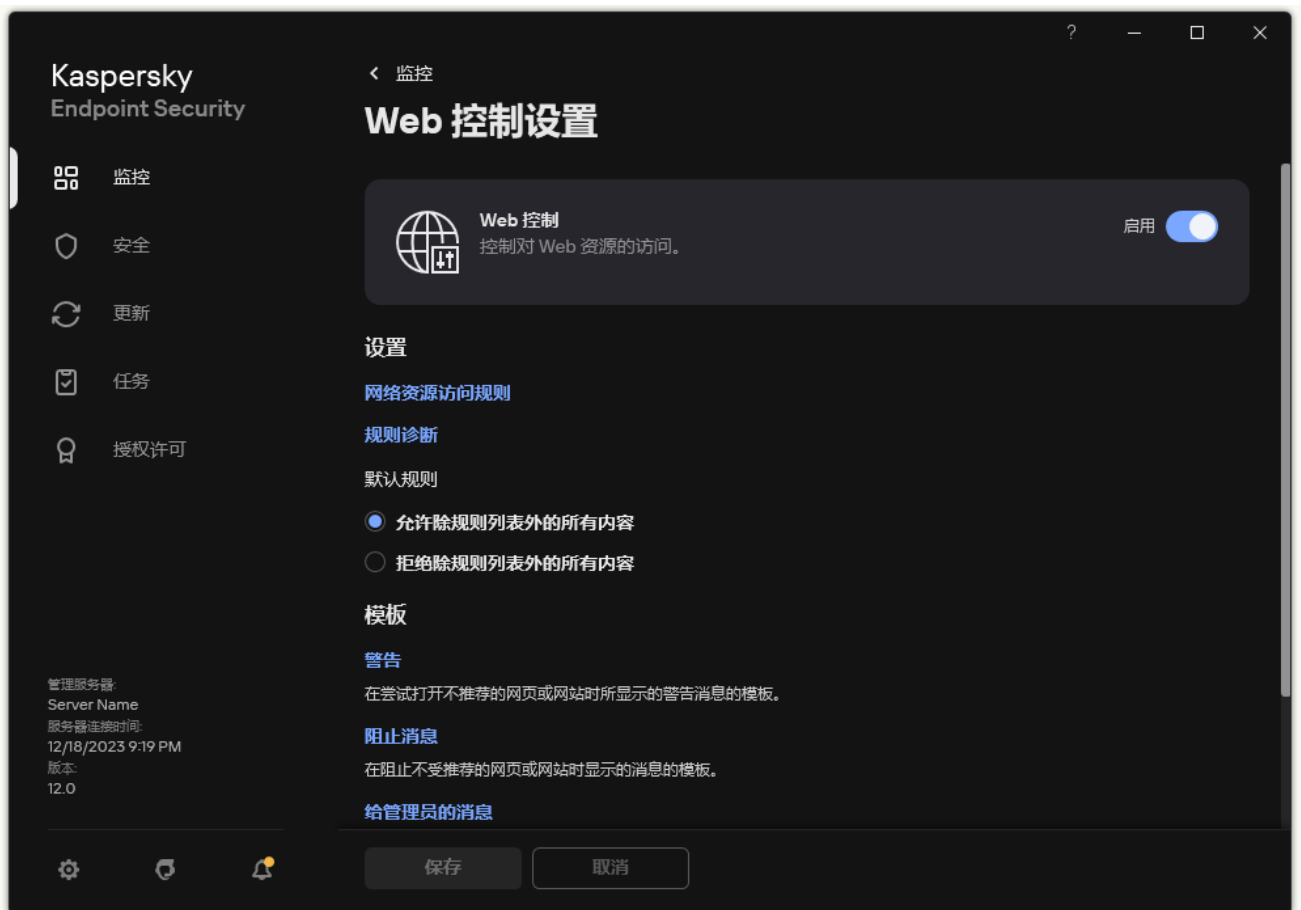 ?
Kaspersky
Endpoint Security
监控
安全
更新
任务
授权许可
管理服务器:
Server Name
服务器连接时间:
12/18/2023 9:19 PM
版本:
12.0
监控
Web 控制设置
Web 控制
控制对 Web 资源的访问。
启用
设置
网络资源访问规则
规则诊断
默认规则
允许除规则列表外的所有内容
拒绝除规则列表外的所有内容
模板
警告
在尝试打开不推荐的网页或网站时所显示的警告消息的模板。
阻止消息
在阻止不受推荐的网页或网站时显示的消息的模板。
给管理员的消息
保存
取消